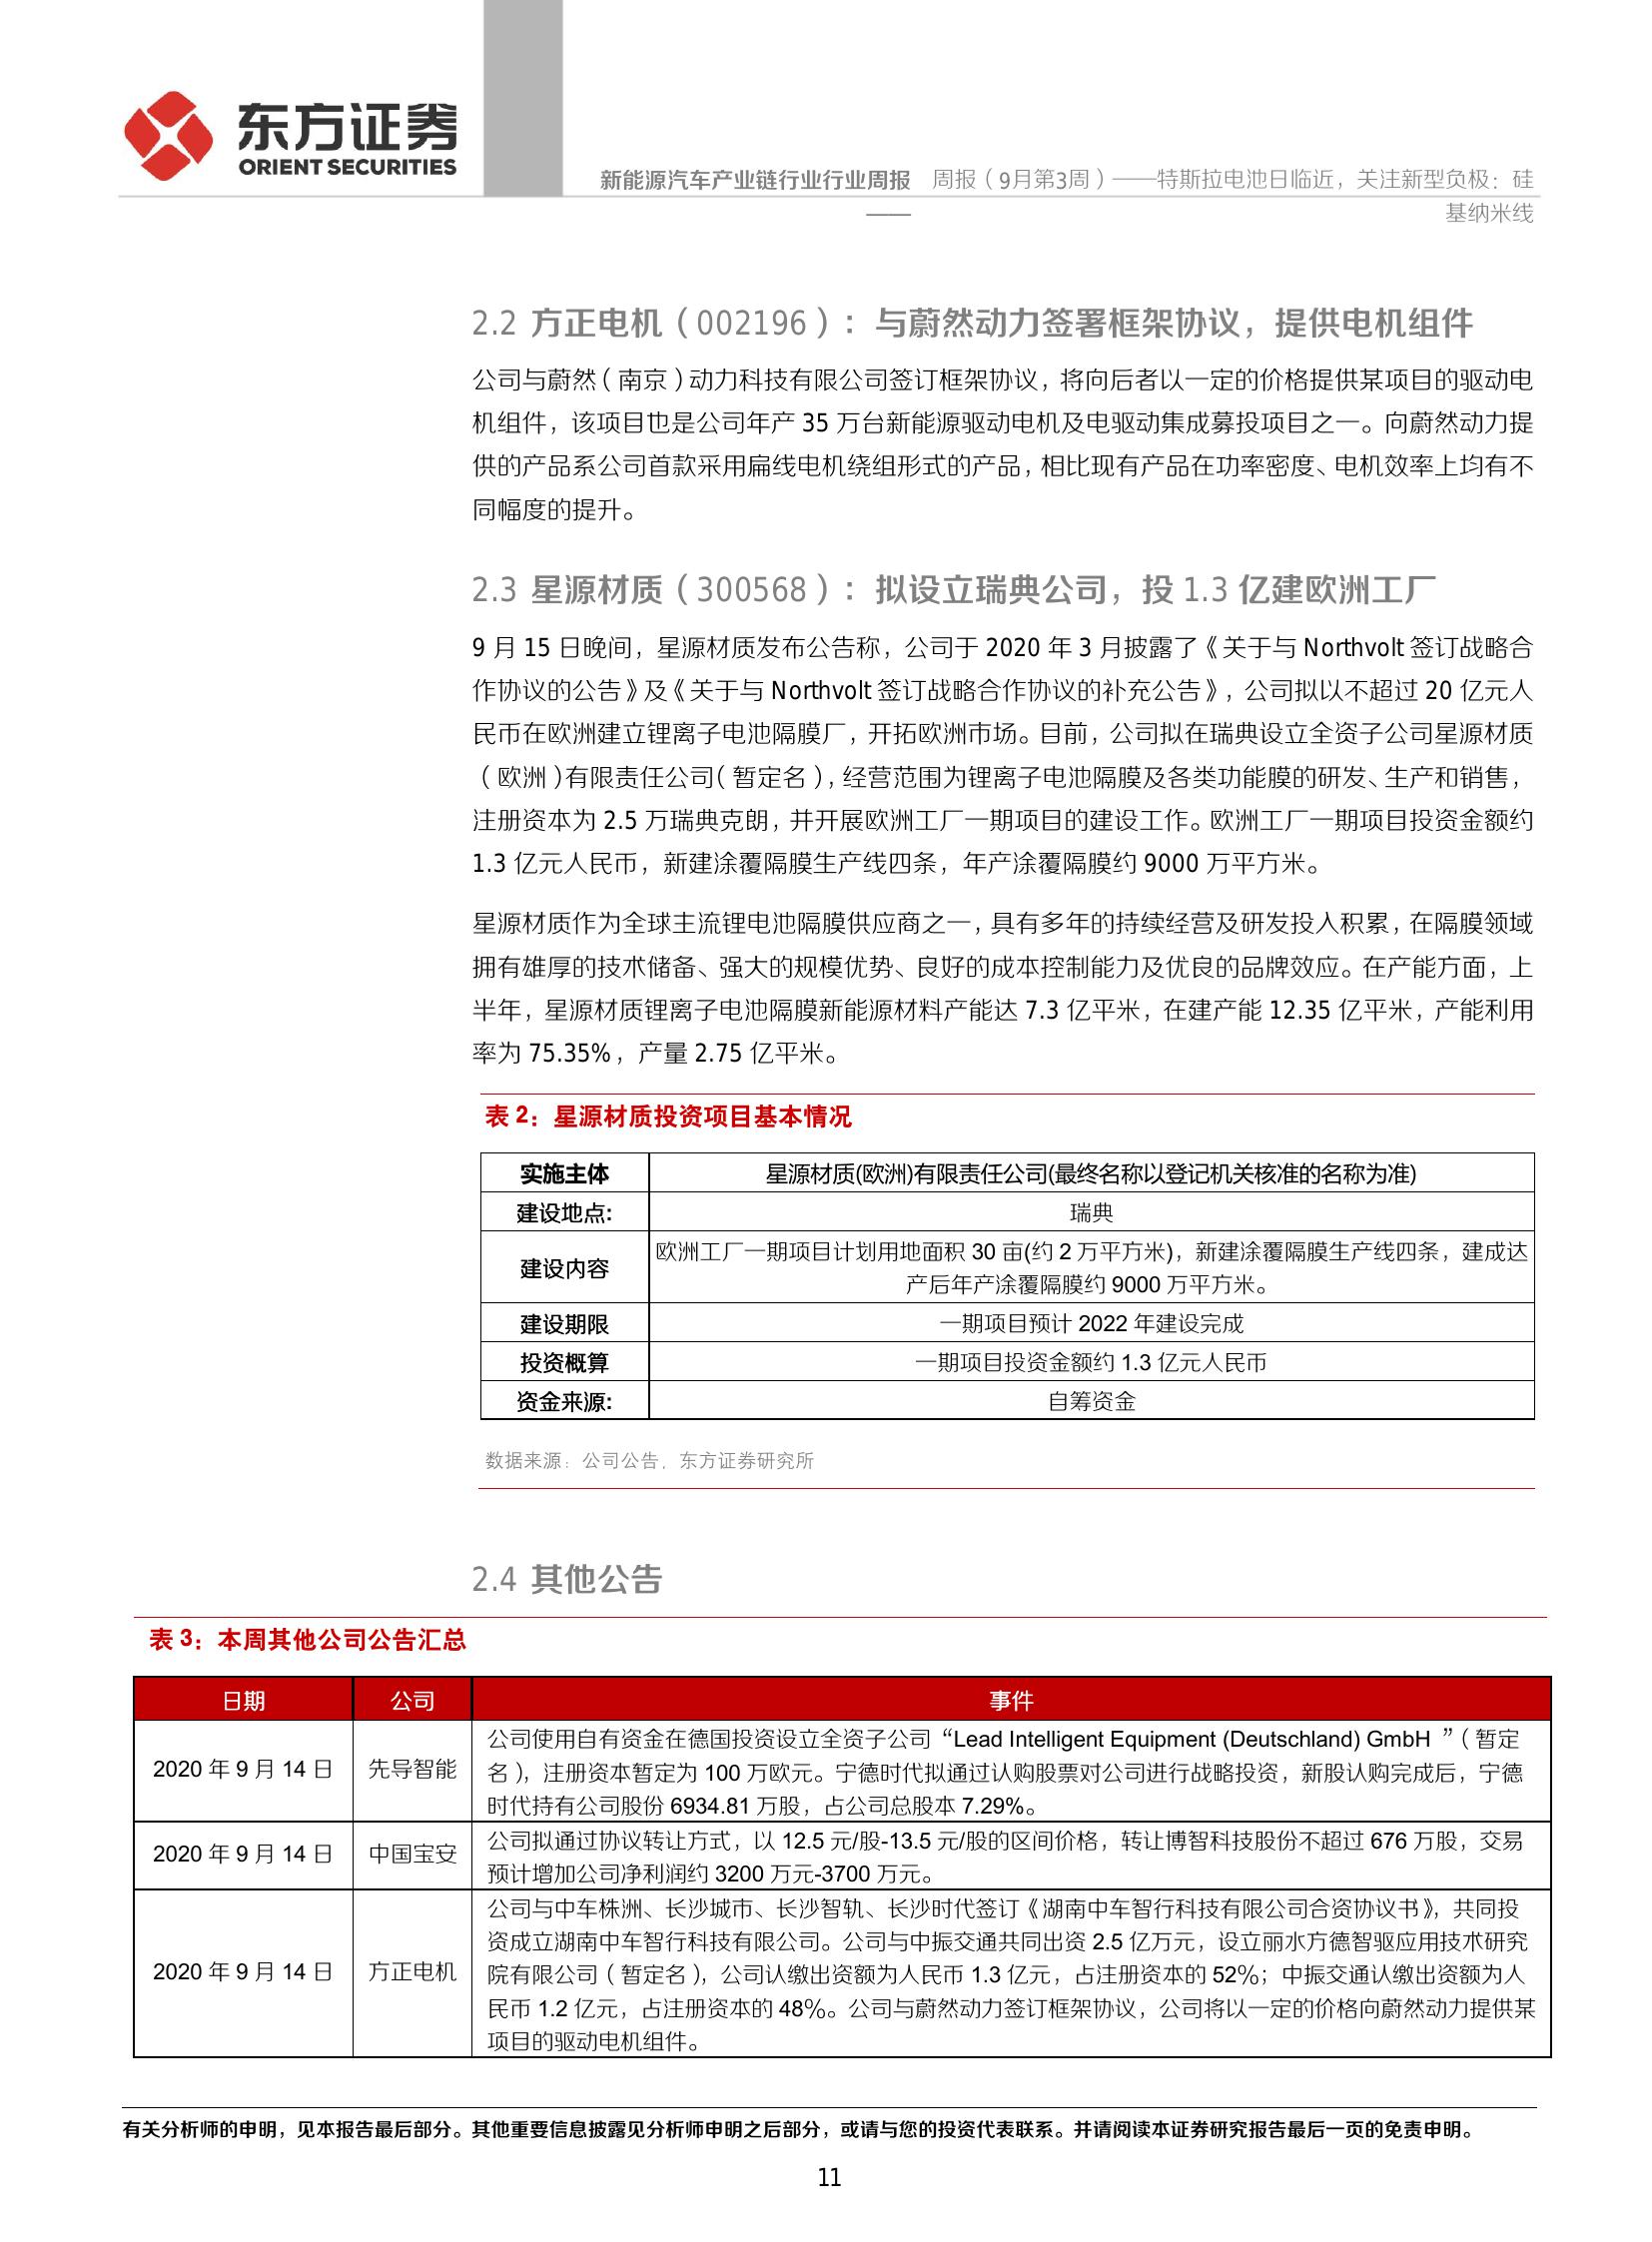 东方证券
ORIENT SECURITIES
新能源汽车产业链行业行业周报 周报（9月第3周）——特斯拉电池日临近，关注新型负极：硅
——
基纳米线
2.2 方正电机（002196）：与蔚然动力签署框架协议，提供电机组件
公司与蔚然（南京）动力科技有限公司签订框架协议，将向后者以一定的价格提供某项目的驱动电
机组件，该项目也是公司年产 35 万台新能源驱动电机及电驱动集成募投项目之一。向蔚然动力提
供的产品系公司首款采用扁线电机绕组形式的产品，相比现有产品在功率密度、电机效率上均有不
同幅度的提升。
2.3 星源材质（300568）：拟设立瑞典公司，投 1.3 亿建欧洲工厂
9 月 15 日晚间，星源材质发布公告称，公司于 2020 年 3 月披露了《关于与 Northvolt 签订战略合
作协议的公告》及《关于与 Northvolt 签订战略合作协议的补充公告》，公司拟以不超过 20 亿元人
民币在欧洲建立锂离子电池隔膜厂，开拓欧洲市场。目前，公司拟在瑞典设立全资子公司星源材质
（欧洲）有限责任公司（暂定名），经营范围为锂离子电池隔膜及各类功能膜的研发、生产和销售，
注册资本为 2.5 万瑞典克朗，并开展欧洲工厂一期项目的建设工作。欧洲工厂一期项目投资金额约
1.3 亿元人民币，新建涂覆隔膜生产线四条，年产涂覆隔膜约 9000 万平方米。
星源材质作为全球主流锂电池隔膜供应商之一，具有多年的持续经营及研发投入积累，在隔膜领域
拥有雄厚的技术储备、强大的规模优势、良好的成本控制能力及优良的品牌效应。在产能方面，上
半年，星源材质锂离子电池隔膜新能源材料产能达 7.3 亿平米，在建产能 12.35 亿平米，产能利用
率为 75.35%，产量 2.75 亿平米。
表 2：星源材质投资项目基本情况
实施主体 星源材质(欧洲)有限责任公司(最终名称以登记机关核准的名称为准)
建设地点: 瑞典
建设内容 欧洲工厂一期项目计划用地面积 30 亩(约 2 万平方米)，新建涂覆隔膜生产线四条，建成达
产后年产涂覆隔膜约 9000 万平方米。
建设期限 一期项目预计 2022 年建设完成
投资概算 一期项目投资金额约 1.3 亿元人民币
资金来源: 自筹资金
数据来源：公司公告，东方证券研究所
2.4 其他公告
表 3：本周其他公司公告汇总
日期 公司 事件
2020 年 9 月 14 日 先导智能 公司使用自有资金在德国投资设立全资子公司“Lead Intelligent Equipment (Deutschland) GmbH ”（暂定
名），注册资本暂定为 100 万欧元。宁德时代拟通过认购股票对公司进行战略投资，新股认购完成后，宁德
时代持有公司股份 6934.81 万股，占公司总股本 7.29%。
2020 年 9 月 14 日 中国宝安 公司拟通过协议转让方式，以 12.5 元/股-13.5 元/股的区间价格，转让博智科技股份不超过 676 万股，交易
预计增加公司净利润约 3200 万元-3700 万元。
2020 年 9 月 14 日 方正电机 公司与中车株洲、长沙城市、长沙智轨、长沙时代签订《湖南中车智行科技有限公司合资协议书》，共同投
资成立湖南中车智行科技有限公司。公司与中振交通共同出资 2.5 亿万元，设立丽水方德智驱应用技术研究
院有限公司（暂定名），公司认缴出资额为人民币 1.3 亿元，占注册资本的 52%；中振交通认缴出资额为人
民币 1.2 亿元，占注册资本的 48%。公司与蔚然动力签订框架协议，公司将以一定的价格向蔚然动力提供某
项目的驱动电机组件。
有关分析师的申明，见本报告最后部分。其他重要信息披露见分析师申明之后部分，或请与您的投资代表联系。并请阅读本证券研究报告最后一页的免责申明。
11